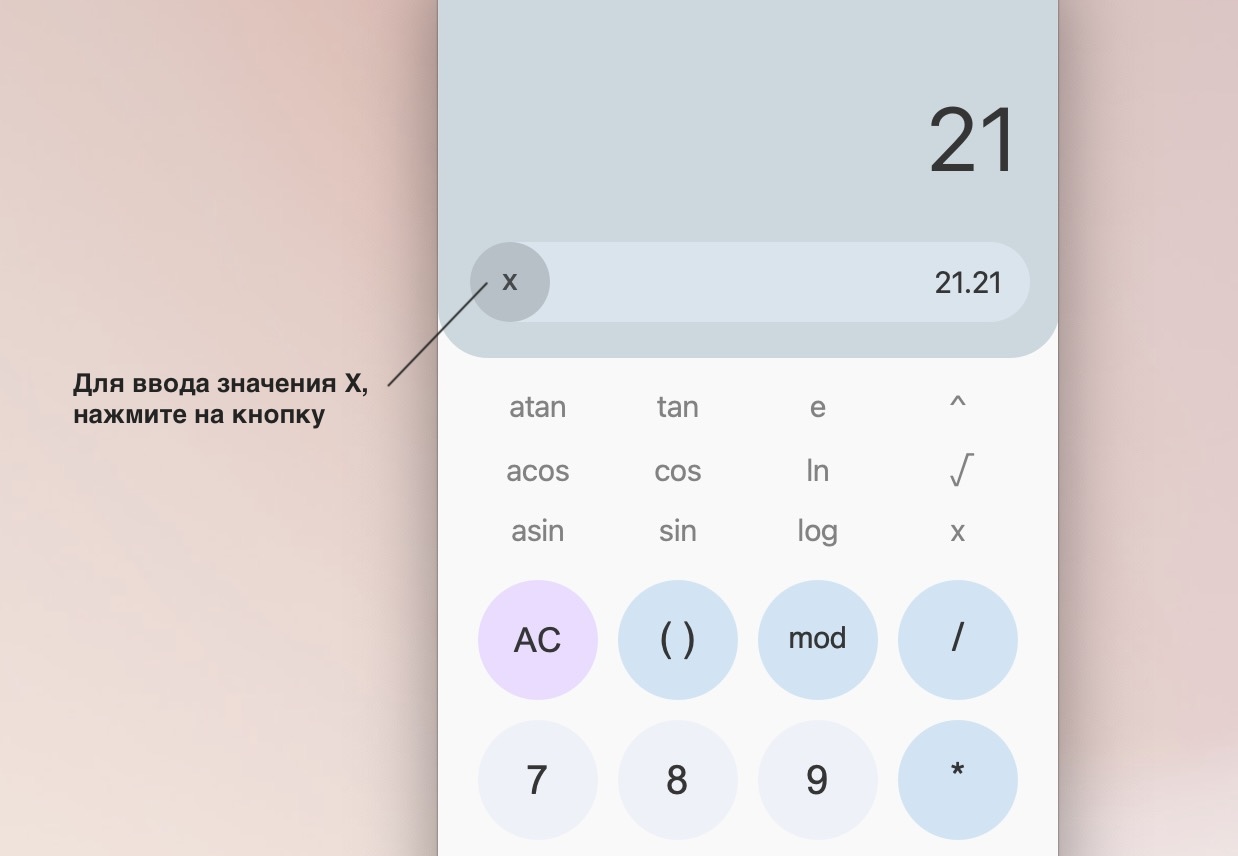 21
x 21.21
Для ввода значения X,
нажмите на кнопку
atan tan e ^
acos cos ln √
asin sin log x
AC ( ) mod /
7 8 9 *